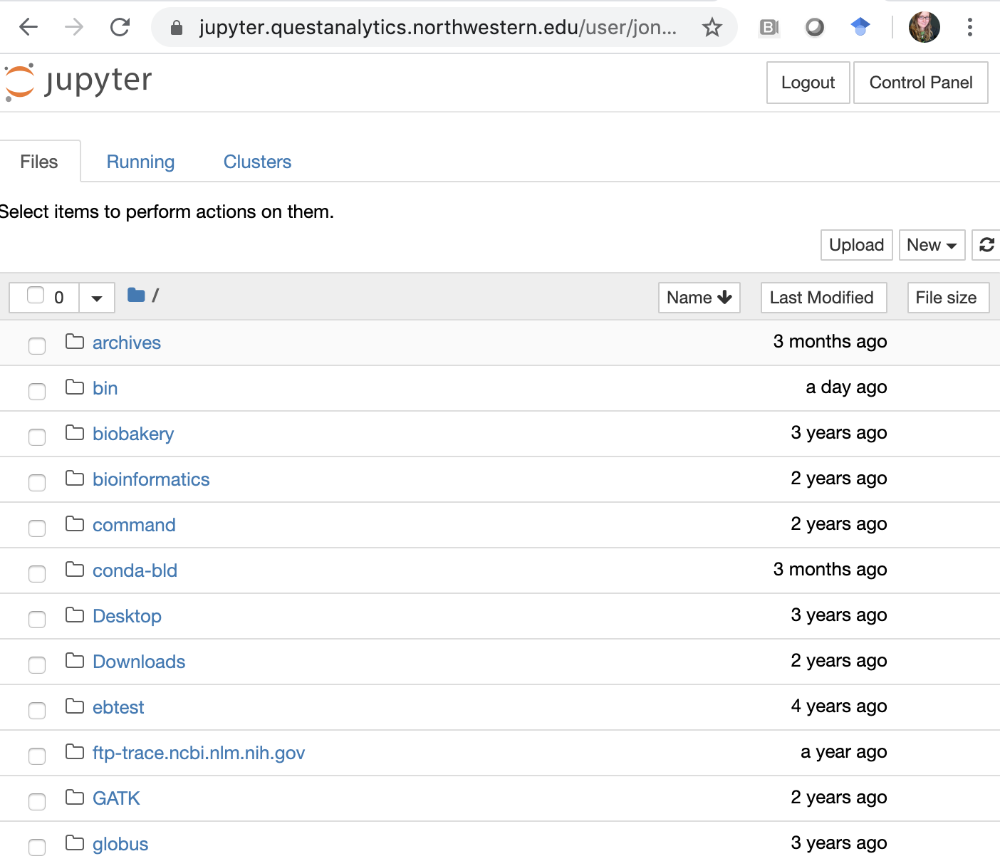 jupyter.questanalytics.northwestern.edu/user/jon...
B
jupyter
Logout
Control Panel
Files
Running
Clusters
Select items to perform actions on them.
Upload
New
0
/
Name
Last Modified
File size
archives
3 months ago
bin
a day ago
biobakery
3 years ago
bioinformatics
2 years ago
command
2 years ago
conda-bld
3 months ago
Desktop
3 years ago
Downloads
2 years ago
ebtest
4 years ago
ftp-trace.ncbi.nlm.nih.gov
a year ago
GATK
2 years ago
globus
3 years ago